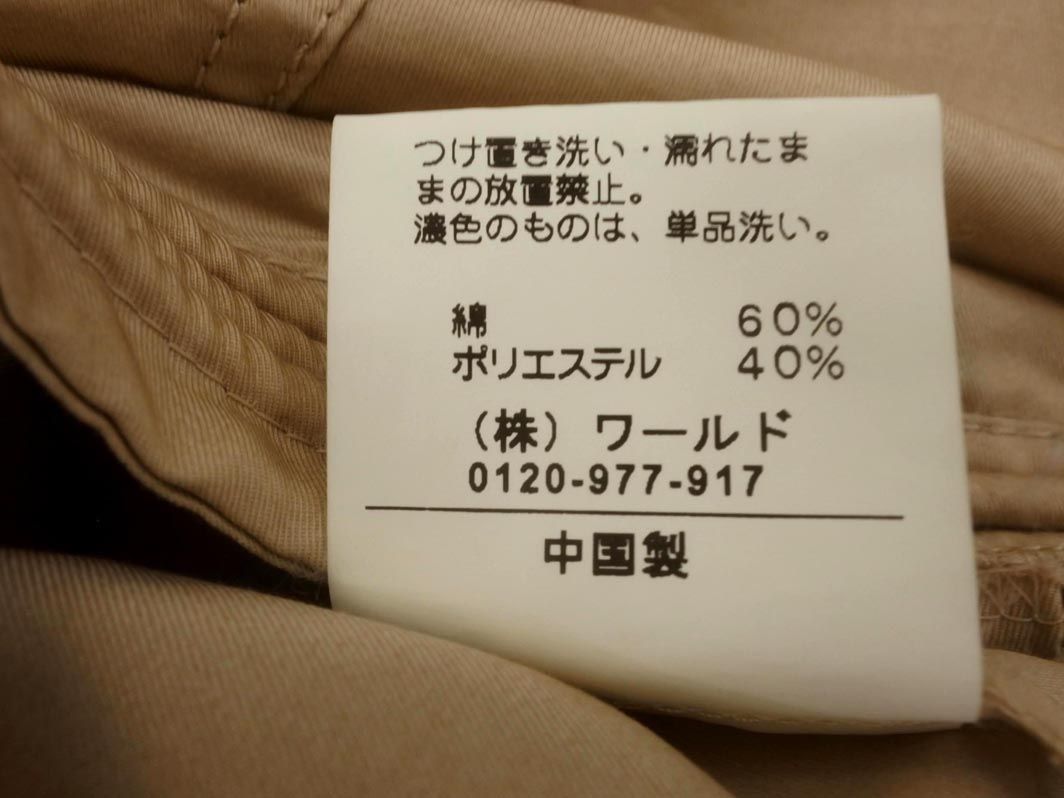 つけ置き洗い・濡れたま
まの放置禁止。
濃色のものは、単品洗い。
綿 60%
ポリエステル 40%
(株)ワールド
0120-977-917
中国製